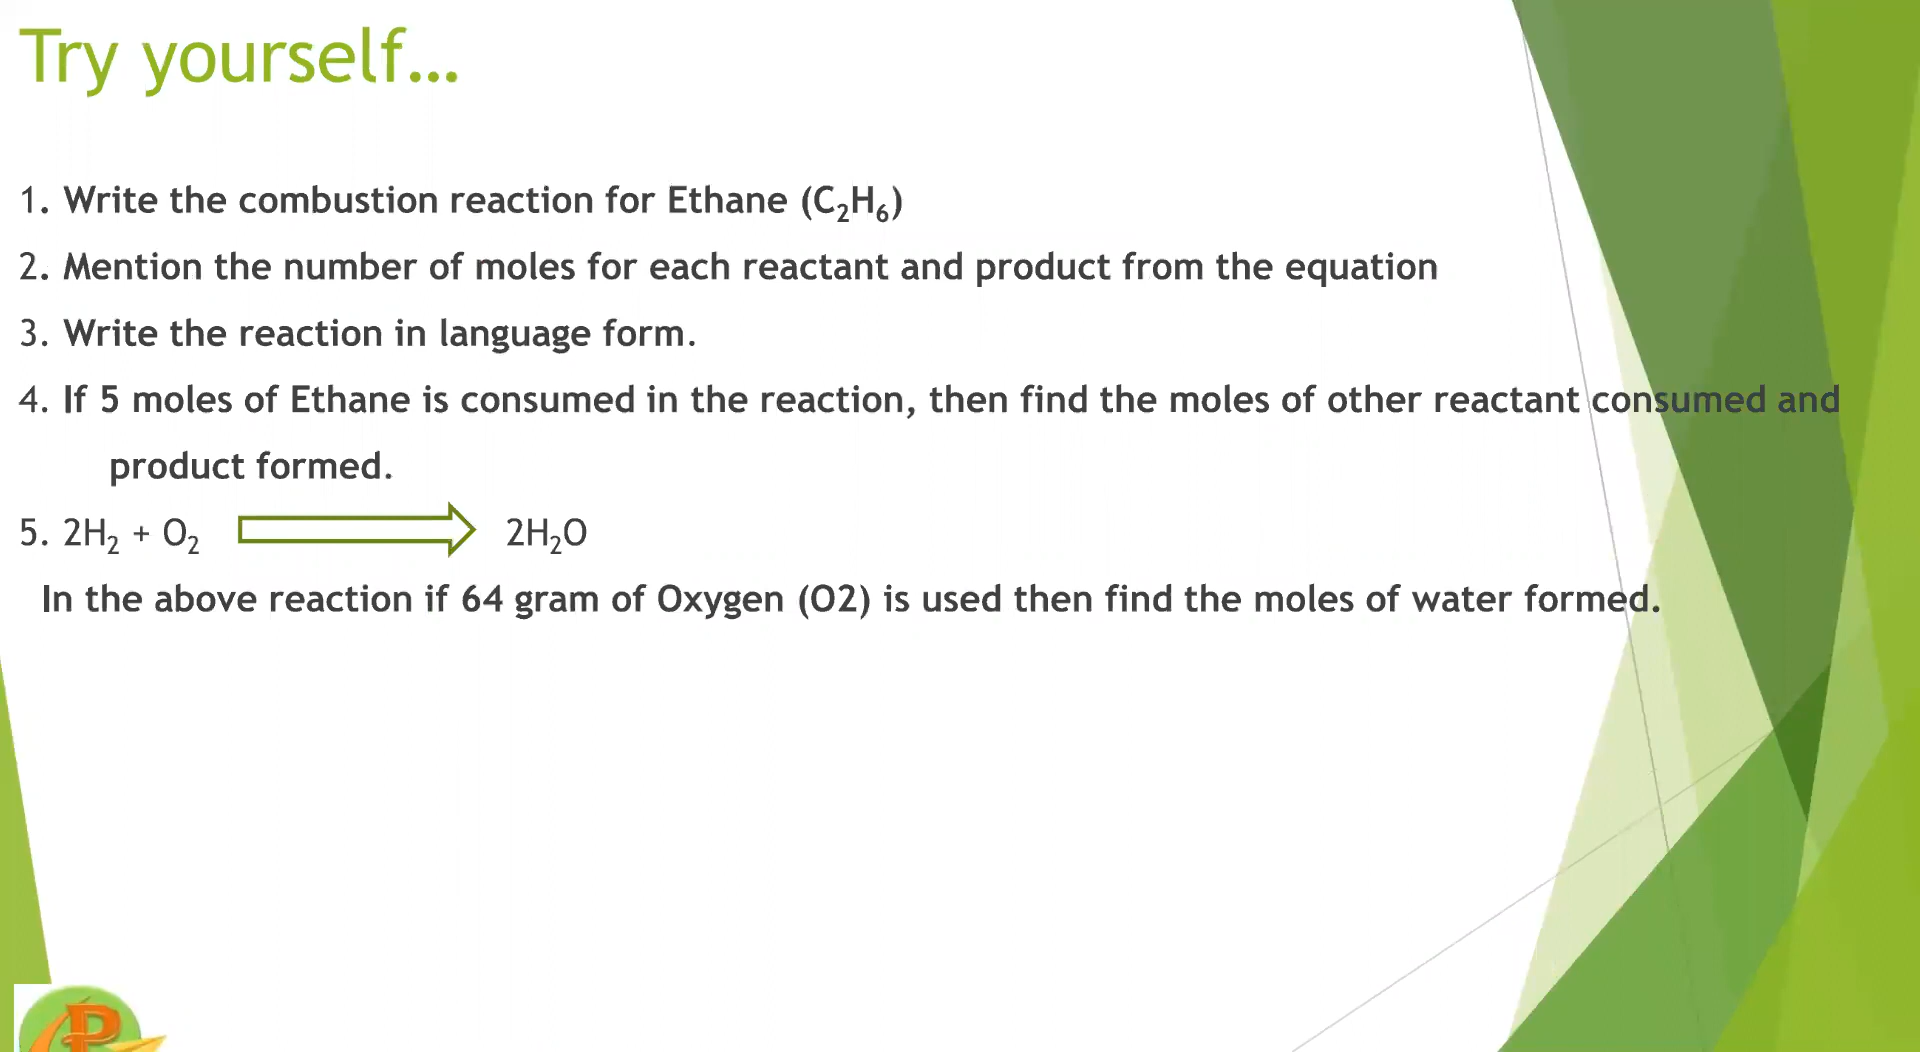 Try yourself...
1. Write the combustion reaction for Ethane (C₂H₆)
2. Mention the number of moles for each reactant and product from the equation
3. Write the reaction in language form.
4. If 5 moles of Ethane is consumed in the reaction, then find the moles of other reactant consumed and
product formed.
5. 2H₂ + O₂ 2H₂O
In the above reaction if 64 gram of Oxygen (O2) is used then find the moles of water formed.